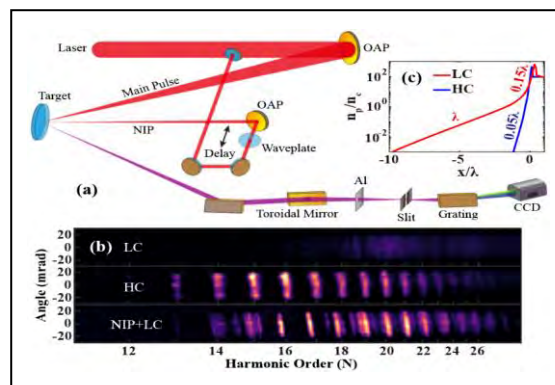 Laser
OAP
Main Pulse
Target
NIP
OAP
Waveplate
Delay
(a)
Toroidal Mirror
Al
Slit
Grating
CCD
(c)
LC
HC
n_p/n_c
10²
10⁰
10⁻²
λ
0.15λ
0.05λ
-10 -5 0 5
x/λ
(b)
LC
HC
NIP+LC
Angle (mrad)
20
0
-20
20
0
-20
20
0
-20
12 14 16 18 20 22 24 26
Harmonic Order (N)